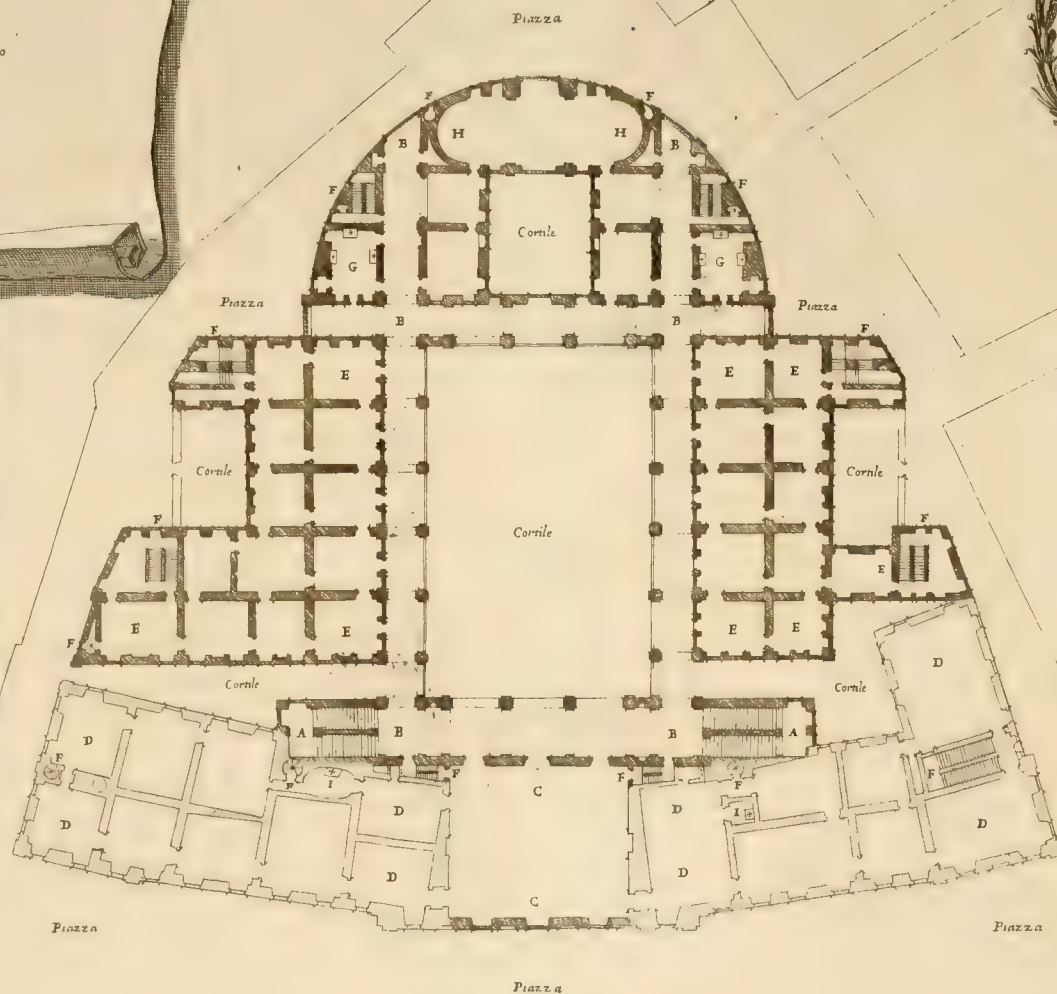 Piazza
F F
B H H B
F F
Cortile
G G
Piazza Piazza
B B
F F
E E E
Cortile Cortile
F Cortile F
E
E E E E
F
Cortile D
Cortile
A B B A
D F F F F
F I F
C
D D I D
D D
D D
C
Piazza Piazza
Piazza